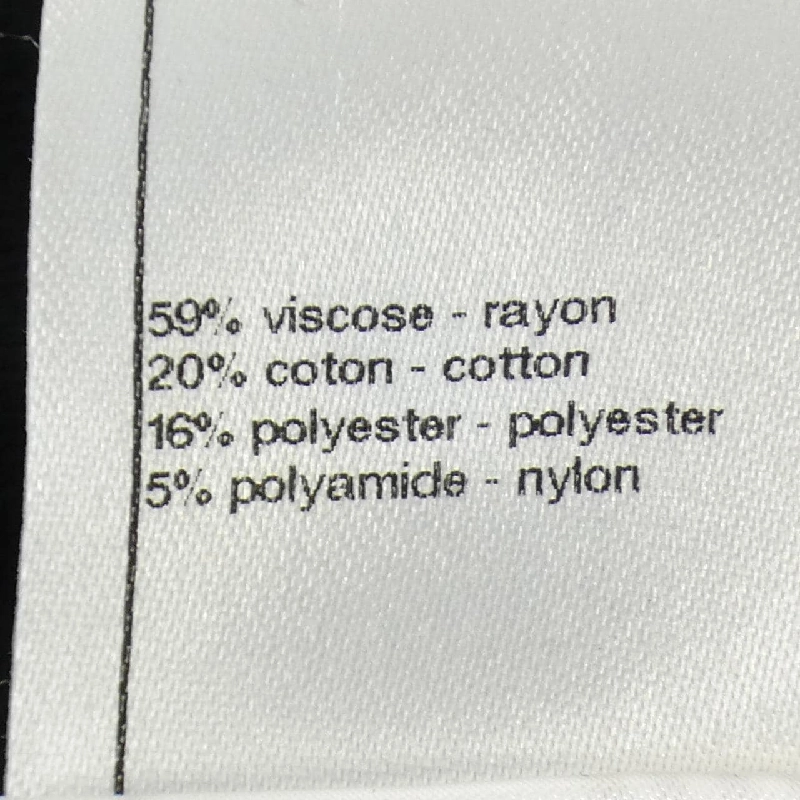 59% viscose - rayon
20% coton - cotton
16% polyester - polyester
5% polyamide - nylon